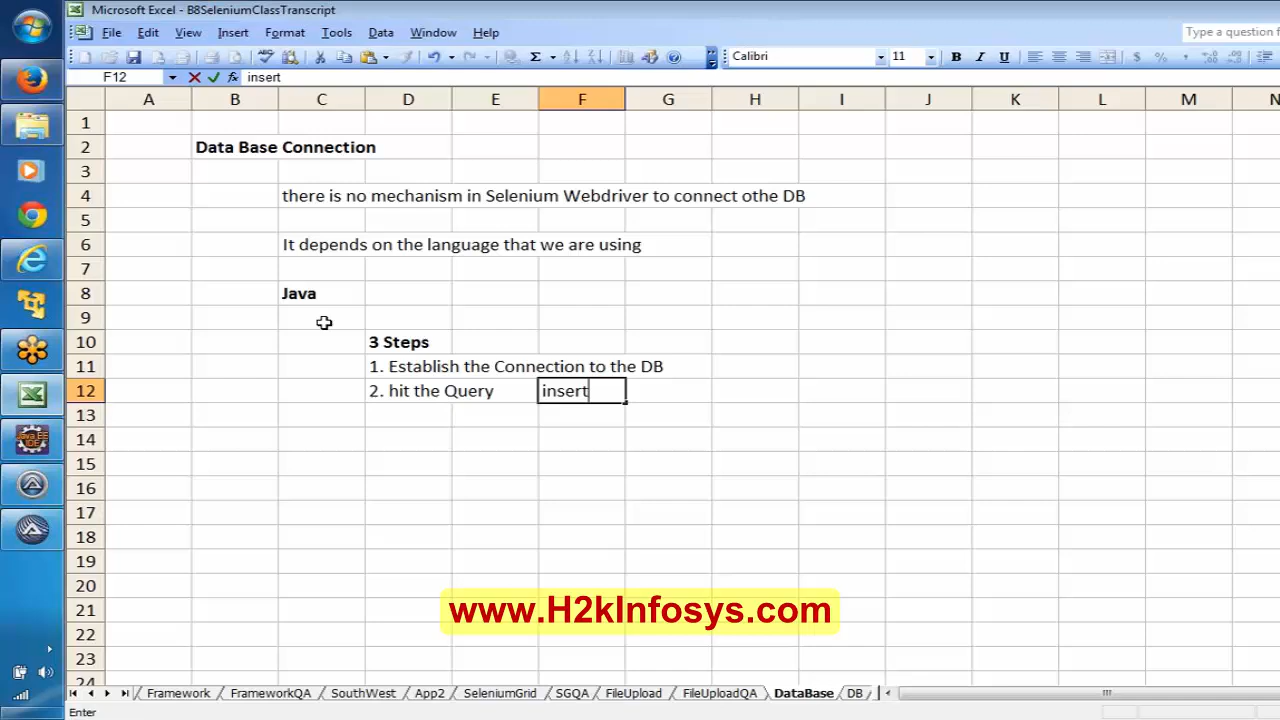 Microsoft Excel - B8SeleniumClassTranscript
File Edit View Insert Format Tools Data Window Help
Type a question f
Calibri 11 B I U
F12 insert
A B C D E F G H I J K L M N
1
2 Data Base Connection
3
4 there is no mechanism in Selenium Webdriver to connect othe DB
5
6 It depends on the language that we are using
7
8 Java
9
10 3 Steps
11 1. Establish the Connection to the DB
12 2. hit the Query insert
13
14
15
16
17
18
19
20
21 www.H2kInfosys.com
22
23
24
Framework FrameworkQA SouthWest App2 SeleniumGrid SGQA FileUpload FileUploadQA DataBase DB
Enter